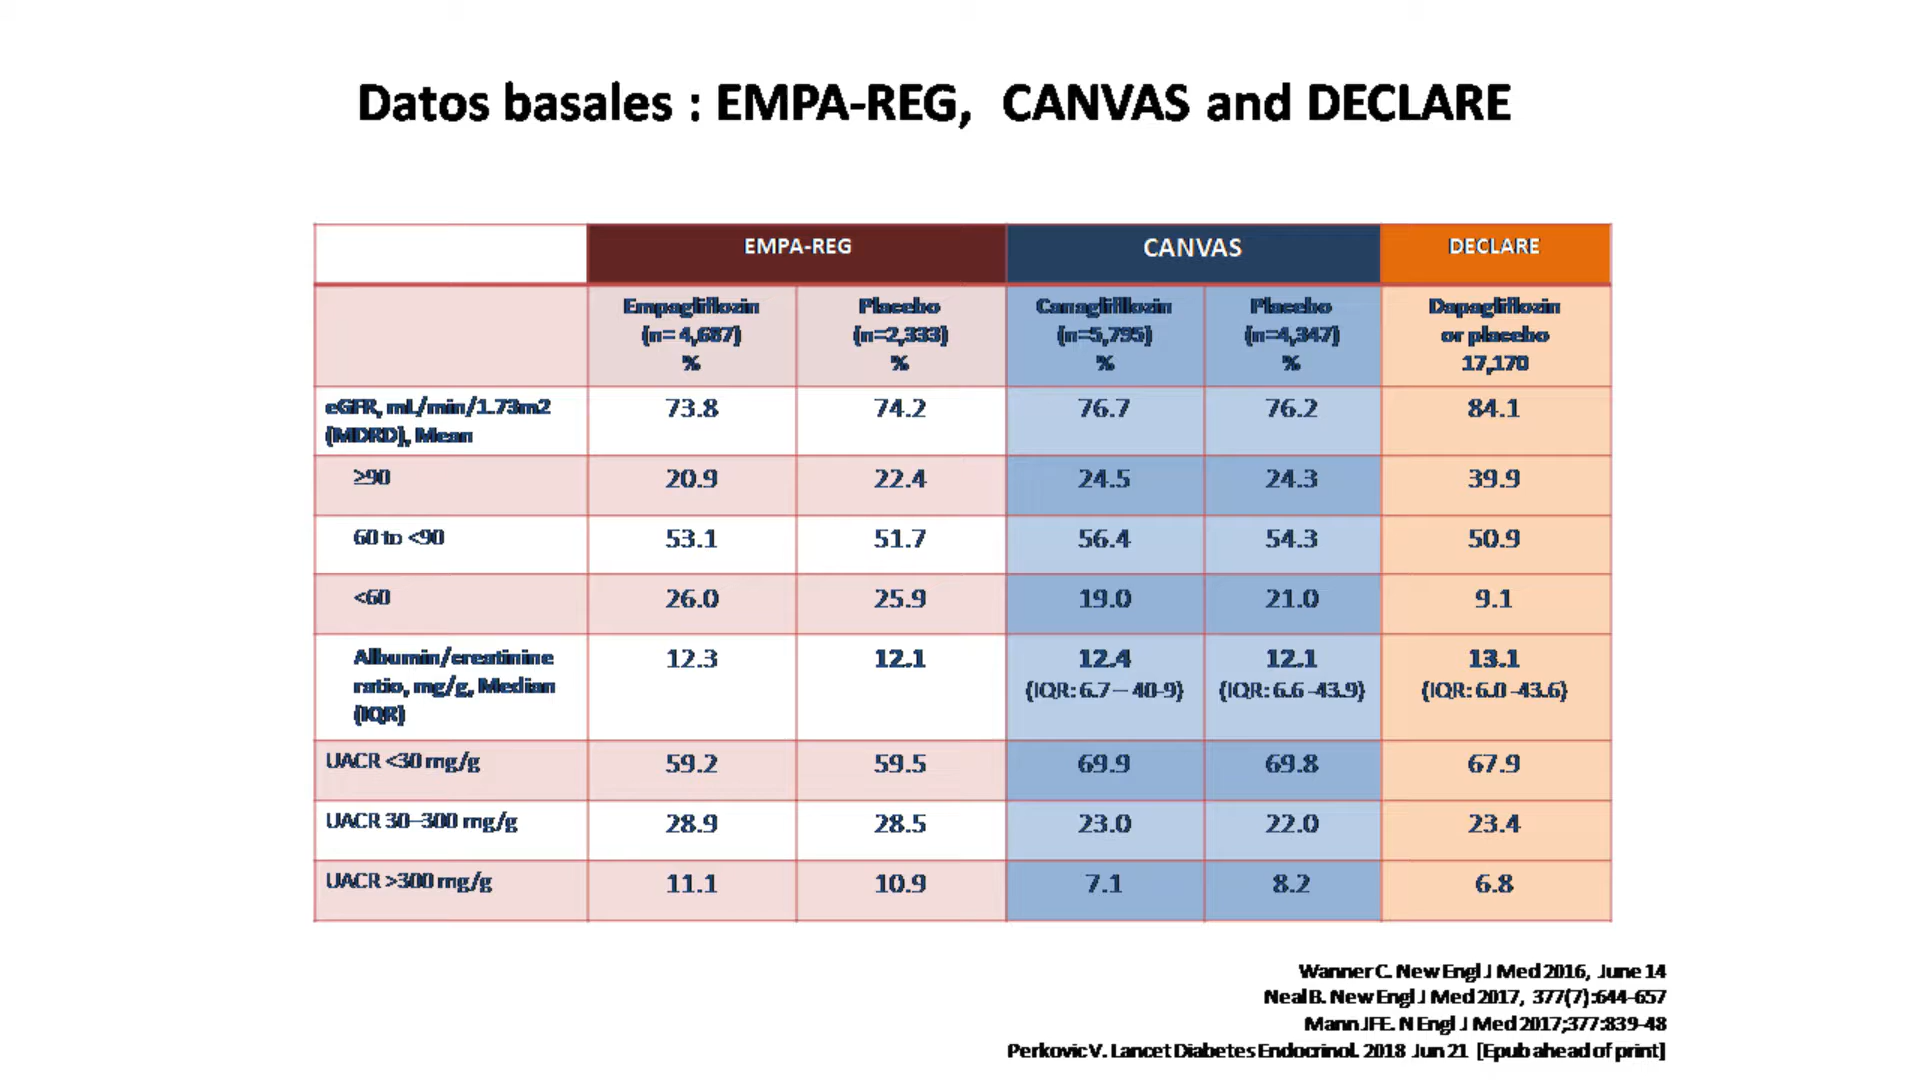 Datos basales : EMPA-REG, CANVAS and DECLARE
EMPA-REG CANVAS DECLARE
Empagliflozin (n= 4,687) % Placebo (n=2,333) % Canaglifllozin (n=5,795) % Placebo (n=4,347) % Dapagliflozin or placebo 17,170
eGFR, mL/min/1.73m2 (MDRD), Mean 73.8 74.2 76.7 76.2 84.1
≥90 20.9 22.4 24.5 24.3 39.9
60 to <90 53.1 51.7 56.4 54.3 50.9
<60 26.0 25.9 19.0 21.0 9.1
Albumin/creatinine ratio, mg/g, Median (IQR) 12.3 12.1 12.4 (IQR: 6.7 – 40-9) 12.1 (IQR: 6.6 -43.9) 13.1 (IQR: 6.0 -43.6)
UACR <30 mg/g 59.2 59.5 69.9 69.8 67.9
UACR 30–300 mg/g 28.9 28.5 23.0 22.0 23.4
UACR >300 mg/g 11.1 10.9 7.1 8.2 6.8
Wanner C. New Engl J Med 2016, June 14
Neal B. New Engl J Med 2017, 377(7):644-657
Mann JFE. N Engl J Med 2017;377:839-48
Perkovic V. Lancet Diabetes Endocrinol. 2018 Jun 21 [Epub ahead of print]